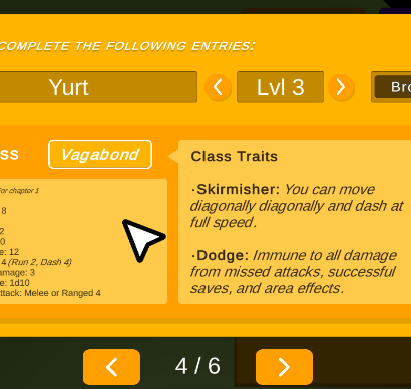 COMPLETE THE FOLLOWING ENTRIES:
Yurt
Lvl 3
Bro
ss
Vagabond
For chapter 1
8
2
0
e: 12
4 (Run 2, Dash 4)
amage: 3
e: 1d10
ttack: Melee or Ranged 4
Class Traits
·Skirmisher: You can move
diagonally diagonally and dash at
full speed.
·Dodge: Immune to all damage
from missed attacks, successful
saves, and area effects.
4 / 6